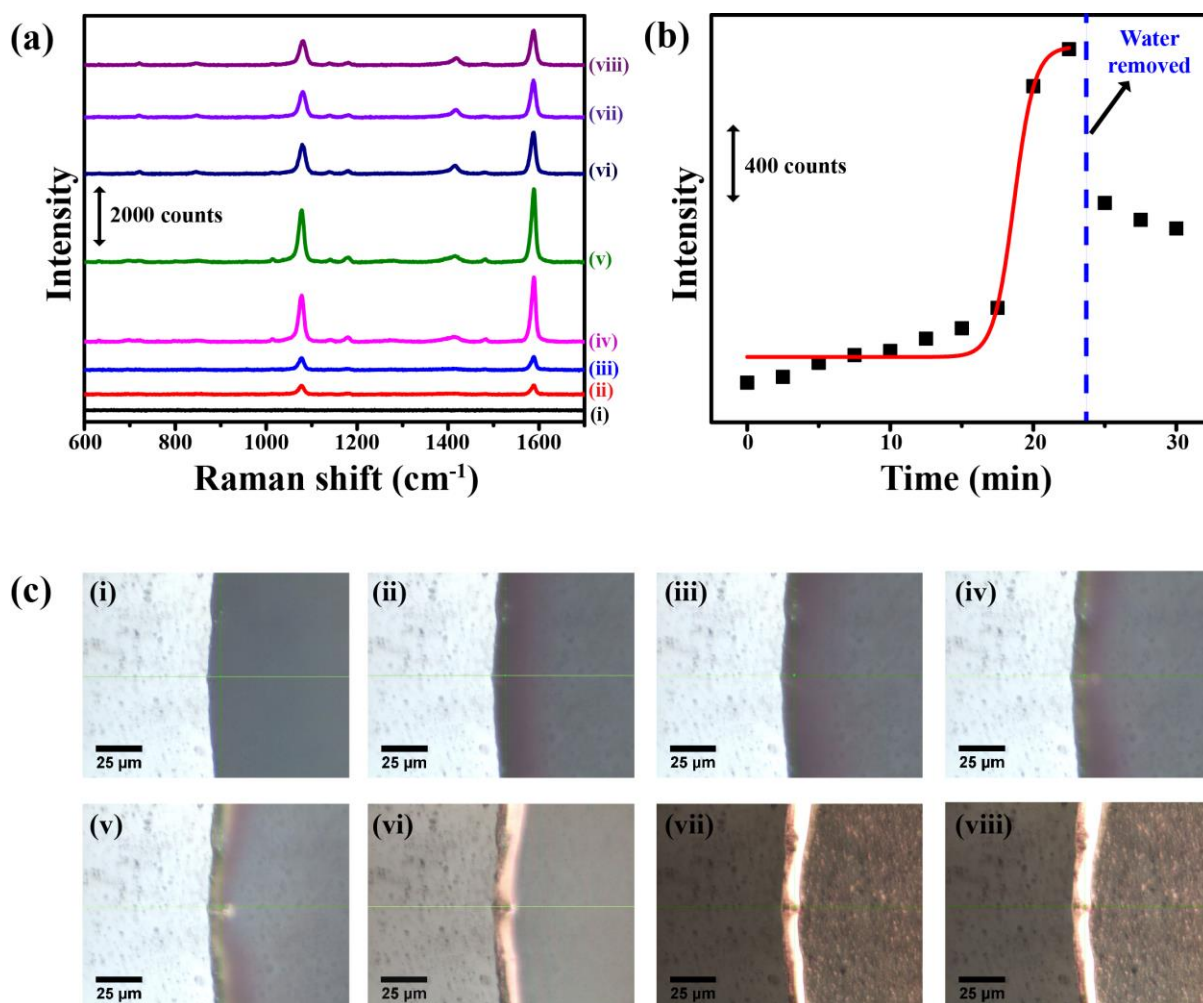 (a)
(viii)
(vii)
(vi)
2000 counts
(v)
(iv)
(iii)
(ii)
(i)
Intensity
600 800 1000 1200 1400 1600
Raman shift (cm⁻¹)
(b)
Water
removed
400 counts
Intensity
0 10 20 30
Time (min)
(c)
(i) (ii) (iii) (iv)
25 µm 25 µm 25 µm 25 µm
(v) (vi) (vii) (viii)
25 µm 25 µm 25 µm 25 µm